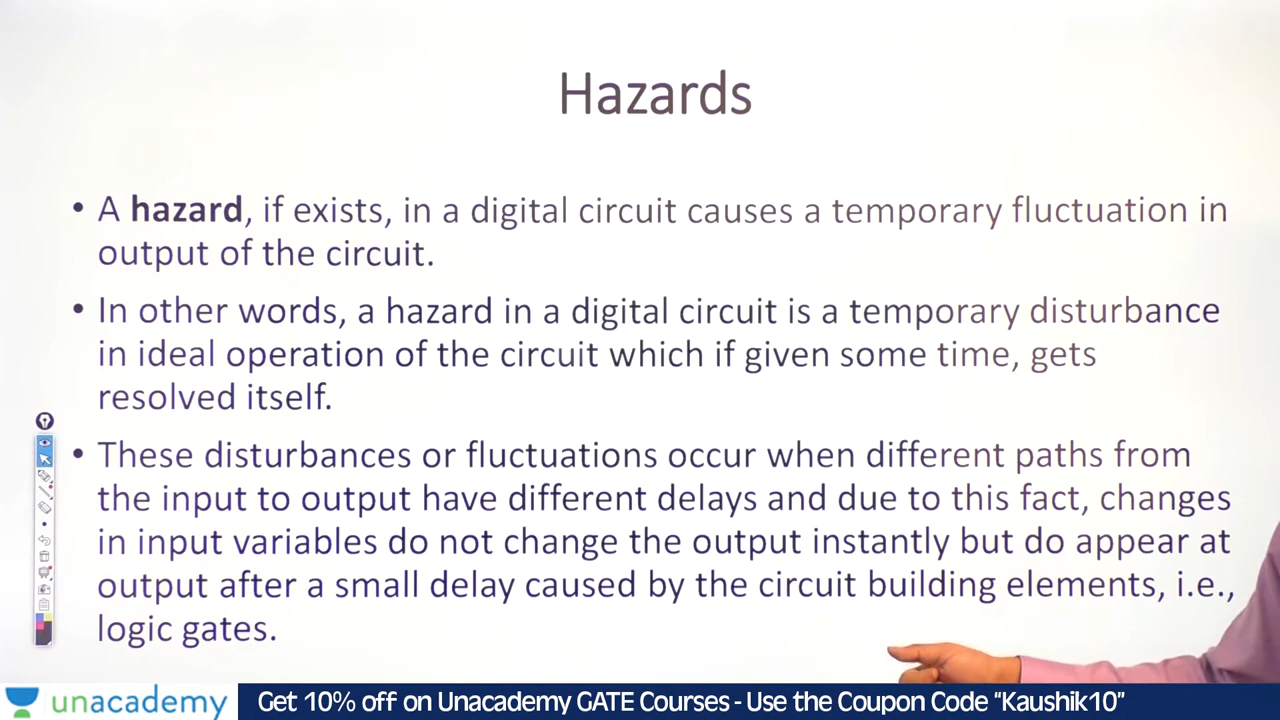 Hazards
• A hazard, if exists, in a digital circuit causes a temporary fluctuation in
output of the circuit.
• In other words, a hazard in a digital circuit is a temporary disturbance
in ideal operation of the circuit which if given some time, gets
resolved itself.
• These disturbances or fluctuations occur when different paths from
the input to output have different delays and due to this fact, changes
in input variables do not change the output instantly but do appear at
output after a small delay caused by the circuit building elements, i.e.,
logic gates.
unacademy
Get 10% off on Unacademy GATE Courses - Use the Coupon Code “Kaushik10”